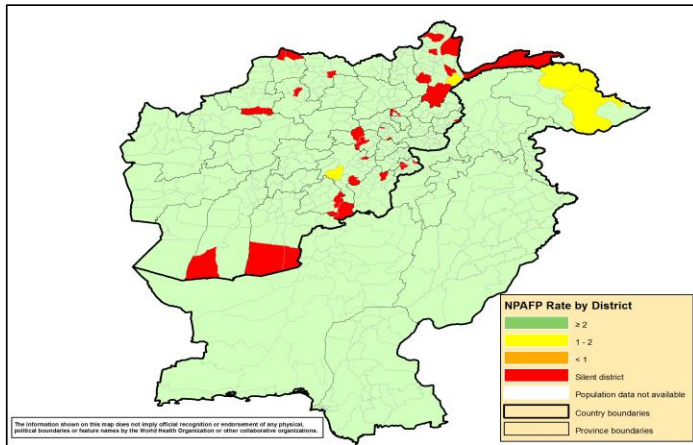 NPAFP Rate by District
≥ 2
1 - 2
< 1
Silent district
Population data not available
Country boundaries
Province boundaries
The information shown on this map does not imply official recognition or endorsement of any physical,
political boundaries or feature names by the World Health Organization or other collaborative organizations.